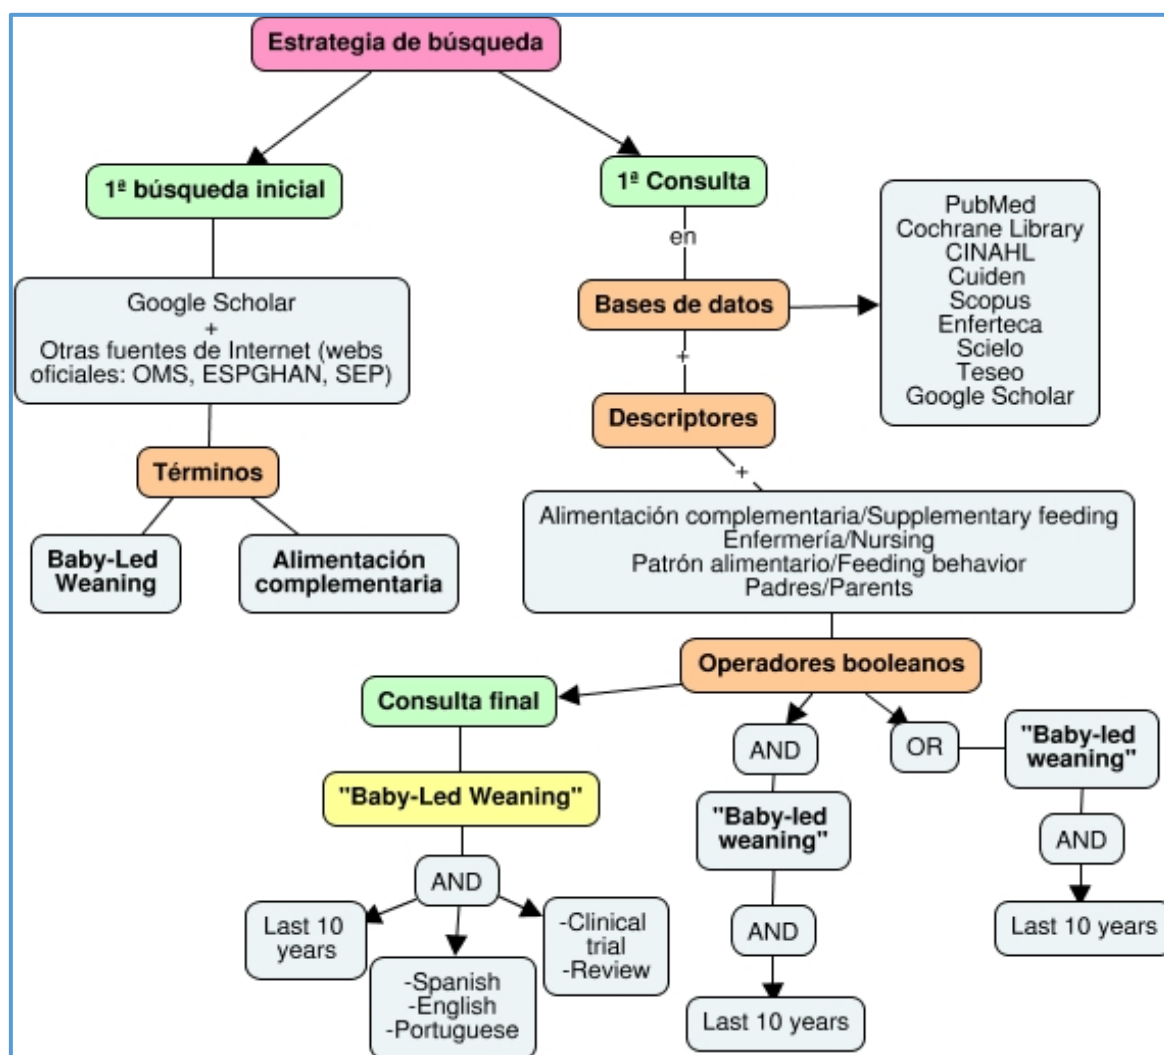 Estrategia de búsqueda
1ª búsqueda inicial
Google Scholar
+
Otras fuentes de Internet (webs
oficiales: OMS, ESPGHAN, SEP)
Términos
Baby-Led
Weaning
Alimentación
complementaria
1ª Consulta
en
Bases de datos
PubMed
Cochrane Library
CINAHL
Cuiden
Scopus
Enferteca
Scielo
Teseo
Google Scholar
+
Descriptores
+
Alimentación complementaria/Supplementary feeding
Enfermería/Nursing
Patrón alimentario/Feeding behavior
Padres/Parents
Operadores booleanos
Consulta final
"Baby-Led Weaning"
AND
Last 10
years
-Spanish
-English
-Portuguese
-Clinical
trial
-Review
AND
"Baby-led
weaning"
AND
Last 10 years
OR
"Baby-led
weaning"
AND
Last 10 years